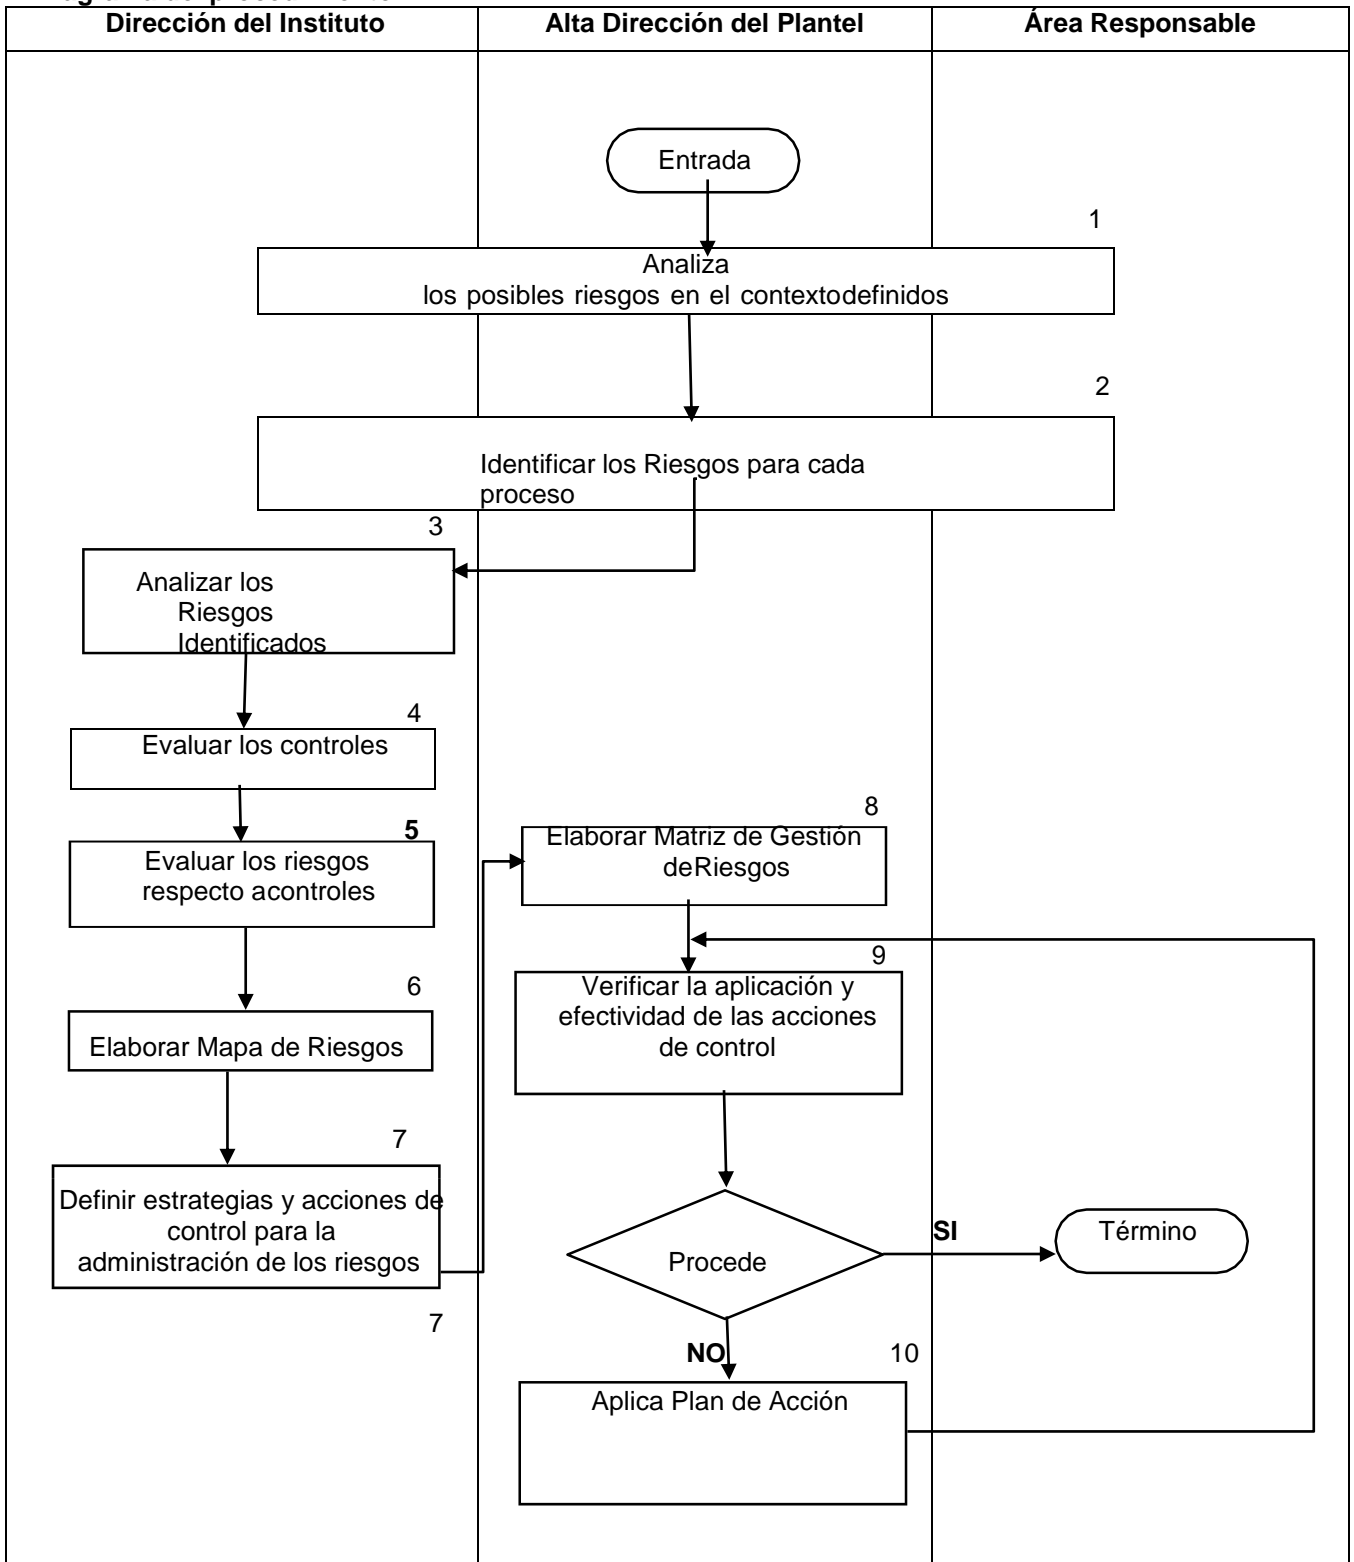 Dirección del Instituto
Alta Dirección del Plantel
Área Responsable
Entrada
1
Analiza
los posibles riesgos en el contextodefinidos
2
Identificar los Riesgos para cada
proceso
3
Analizar los
Riesgos
Identificados
4
Evaluar los controles
5
Evaluar los riesgos
respecto acontroles
6
Elaborar Mapa de Riesgos
7
Definir estrategias y acciones de
control para la
administración de los riesgos
7
8
Elaborar Matriz de Gestión
deRiesgos
9
Verificar la aplicación y
efectividad de las acciones
de control
Procede
SI
Término
NO
10
Aplica Plan de Acción